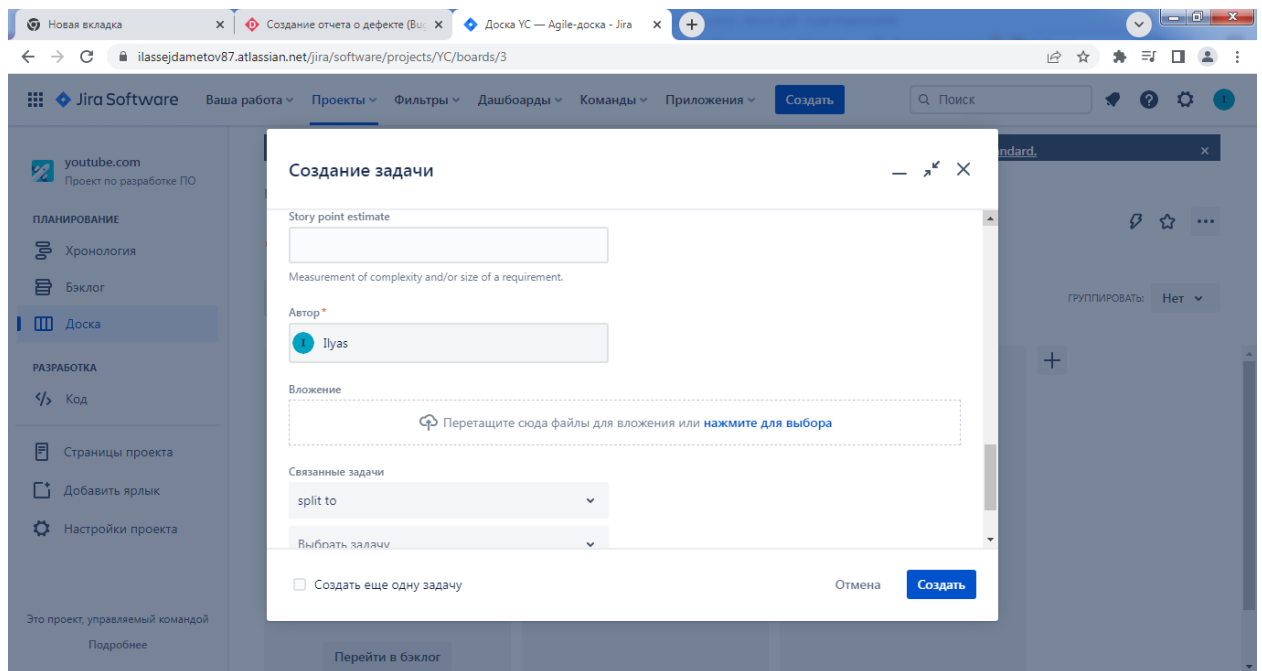 Новая вкладка
Создание отчета о дефекте (Bug
Доска YC — Agile-доска - Jira
ilassejdametov87.atlassian.net/jira/software/projects/YC/boards/3
Jira Software
Ваша работа
Проекты
Фильтры
Дашборды
Команды
Приложения
Создать
Поиск
I
youtube.com
Проект по разработке ПО
ndard.
ПЛАНИРОВАНИЕ
Хронология
Бэклог
Доска
РАЗРАБОТКА
Код
Страницы проекта
Добавить ярлык
Настройки проекта
Это проект, управляемый командой
Подробнее
ГРУППИРОВАТЬ:
Нет
Создание задачи
Story point estimate
Measurement of complexity and/or size of a requirement.
Автор*
I Ilyas
Вложение
Перетащите сюда файлы для вложения или нажмите для выбора
Связанные задачи
split to
Выбрать задачу
Создать еще одну задачу
Отмена
Создать
Перейти в бэклог